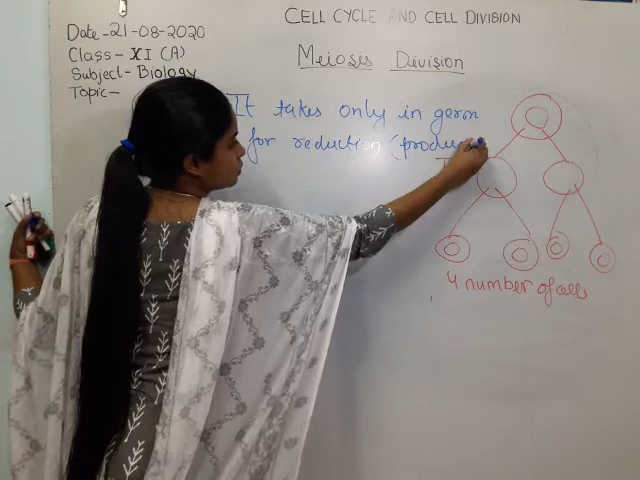 CELL CYCLE AND CELL DIVISION
Date-21-08-2020
Class-XI (A)
Subject-Biology
Topic-
Meiosis Division
It takes only in germ
for reduction (produ
4 number of cells